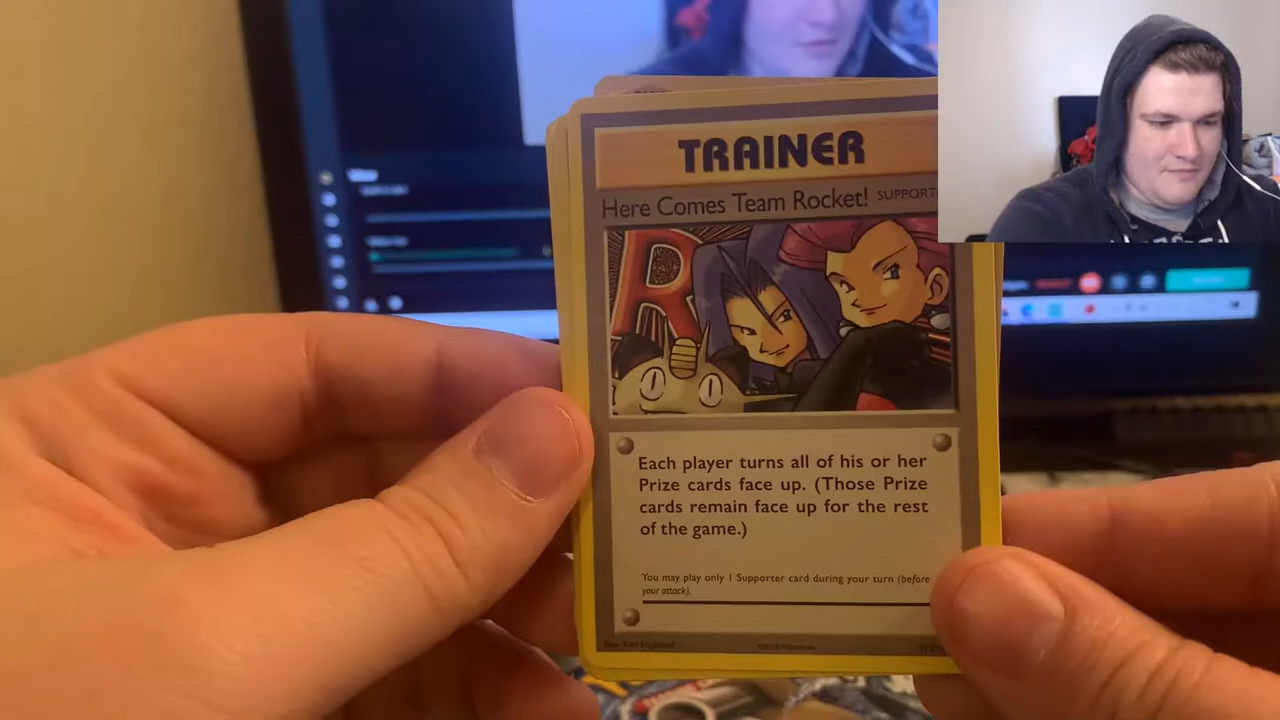 TRAINER
Here Comes Team Rocket! SUPPORT
R
Each player turns all of his or her
Prize cards face up. (Those Prize
cards remain face up for the rest
of the game.)
You may play only 1 Supporter card during your turn (before
your attack).